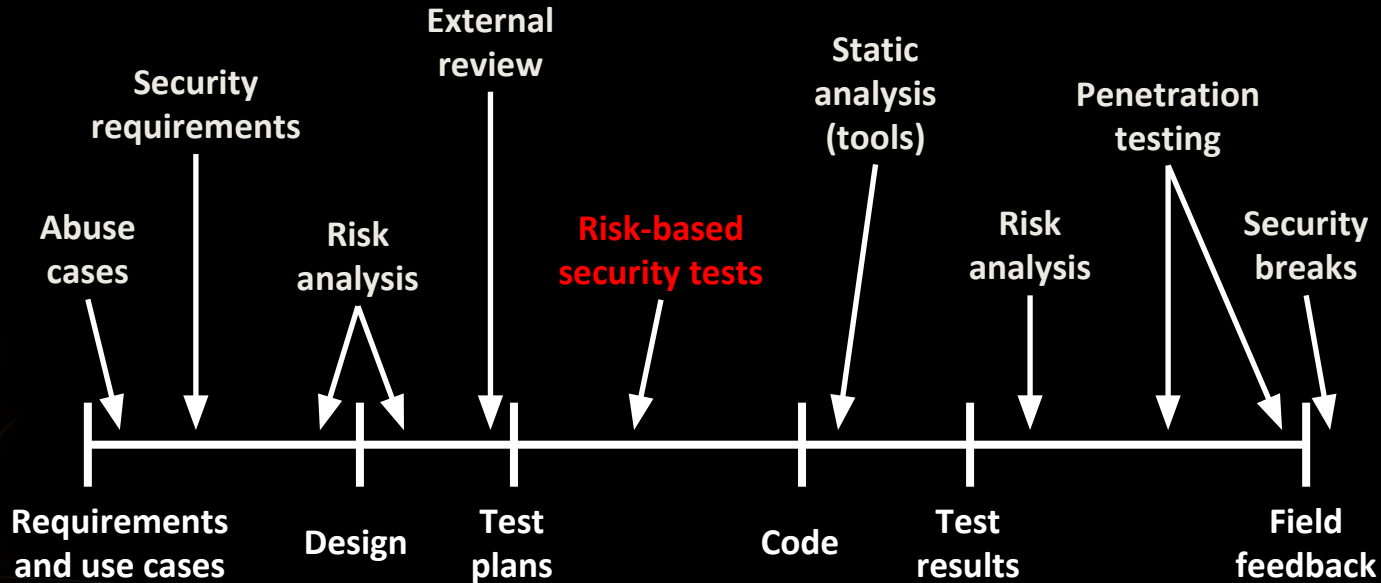 External
review
Security
requirements
Static
analysis
(tools)
Penetration
testing
Abuse
cases
Risk
analysis
Risk-based
security tests
Risk
analysis
Security
breaks
Requirements
and use cases
Design
Test
plans
Code
Test
results
Field
feedback